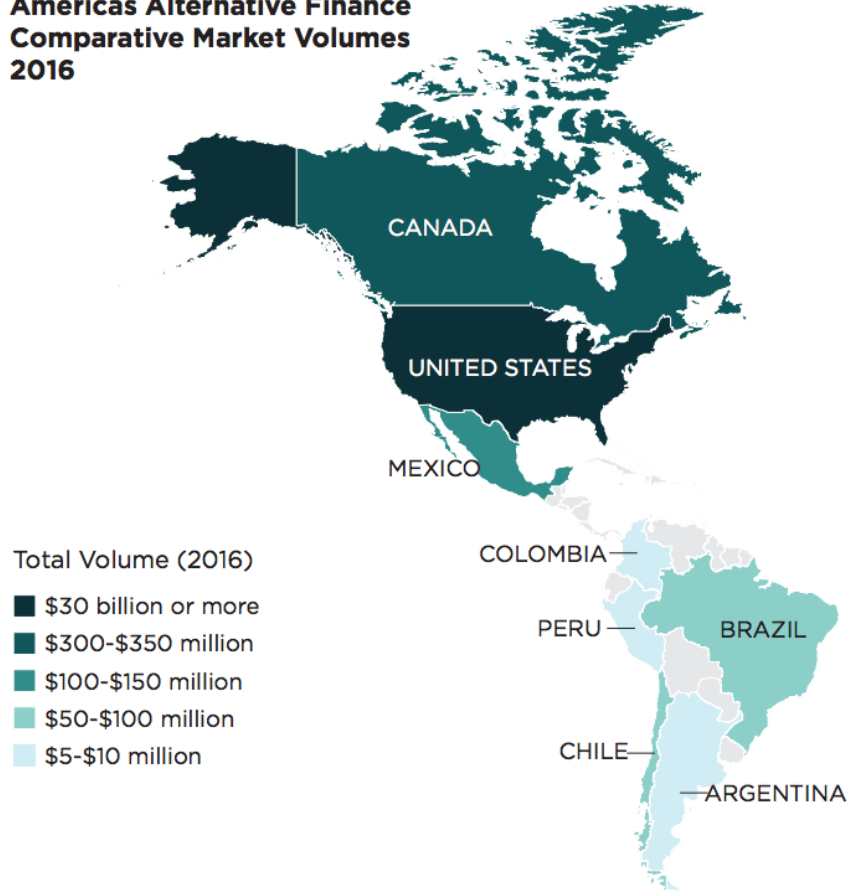 Americas Alternative Finance
Comparative Market Volumes
2016
CANADA
UNITED STATES
MEXICO
COLOMBIA
PERU
BRAZIL
CHILE
ARGENTINA
Total Volume (2016)
$30 billion or more
$300-$350 million
$100-$150 million
$50-$100 million
$5-$10 million